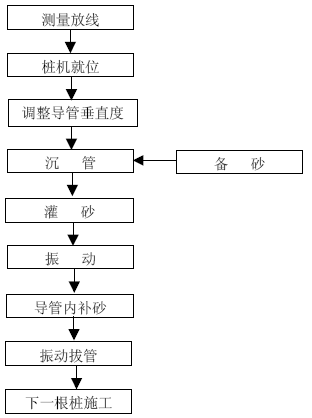 测量放线
桩机就位
调整导管垂直度
沉 管
备 砂
灌 砂
振 动
导管内补砂
振动拔管
下一根桩施工